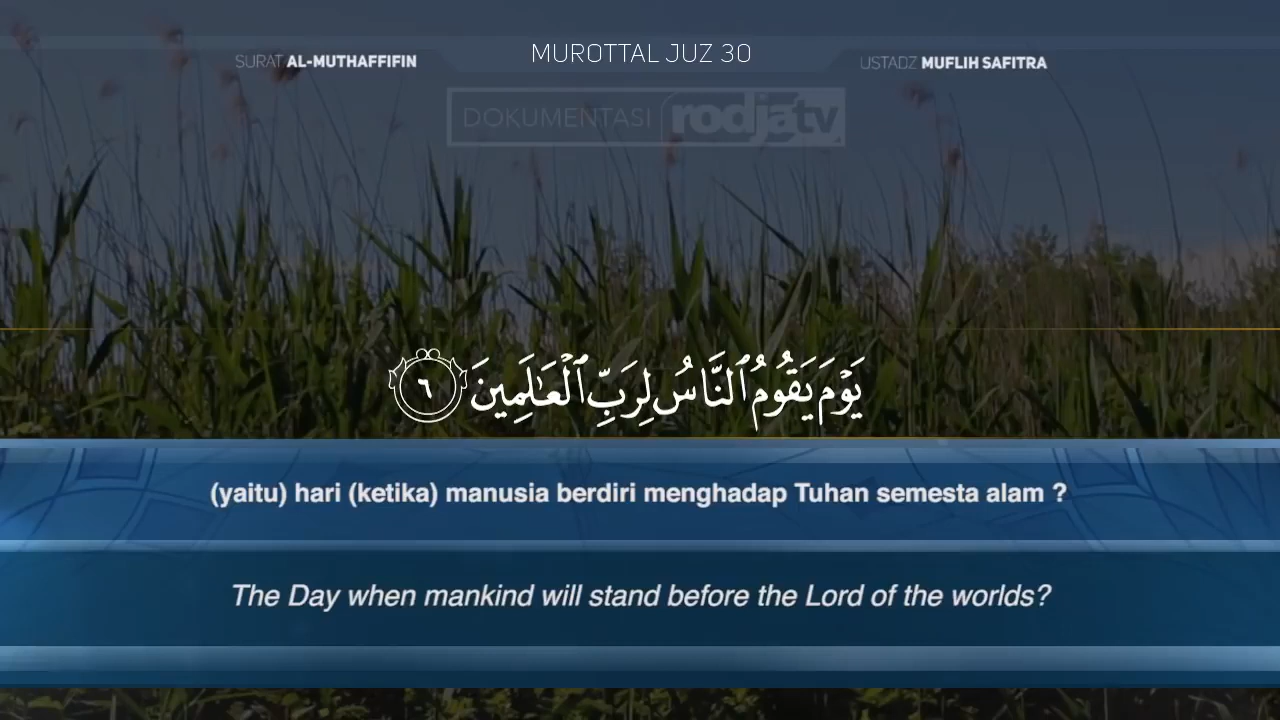 MUROTTAL JUZ 30
SURAT AL-MUTHAFFIFIN
USTADZ MUFLIH SAFITRA
DOKUMENTASI rodjatv
يَوْمَ يَقُومُ ٱلنَّاسُ لِرَبِّ ٱلْعَٰلَمِينَ ٦
(yaitu) hari (ketika) manusia berdiri menghadap Tuhan semesta alam ?
The Day when mankind will stand before the Lord of the worlds?